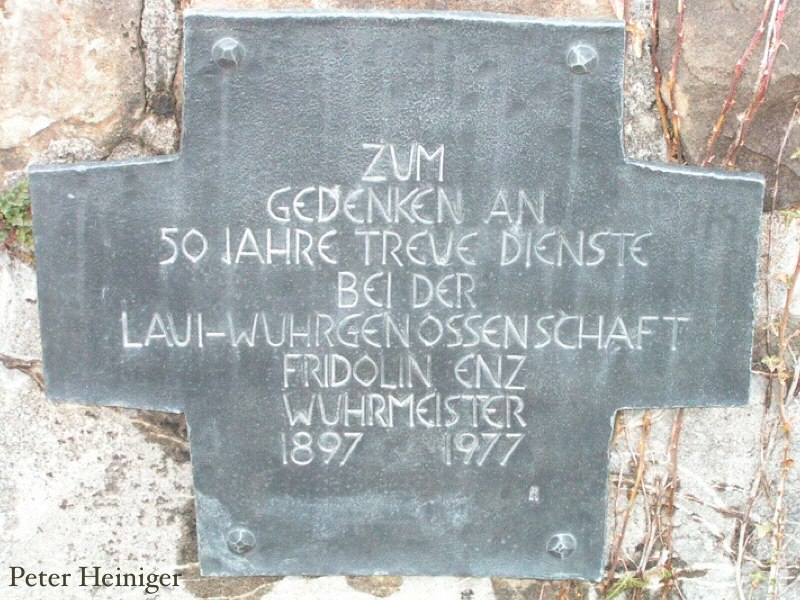 ZUM
GEDENKEN AN
50 JAHRE TREUE DIENSTE
BEI DER
LAUI-WUHRGENOSSENSCHAFT
FRIDOLIN ENZ
WUHRMEISTER
1897 1977
Peter Heiniger